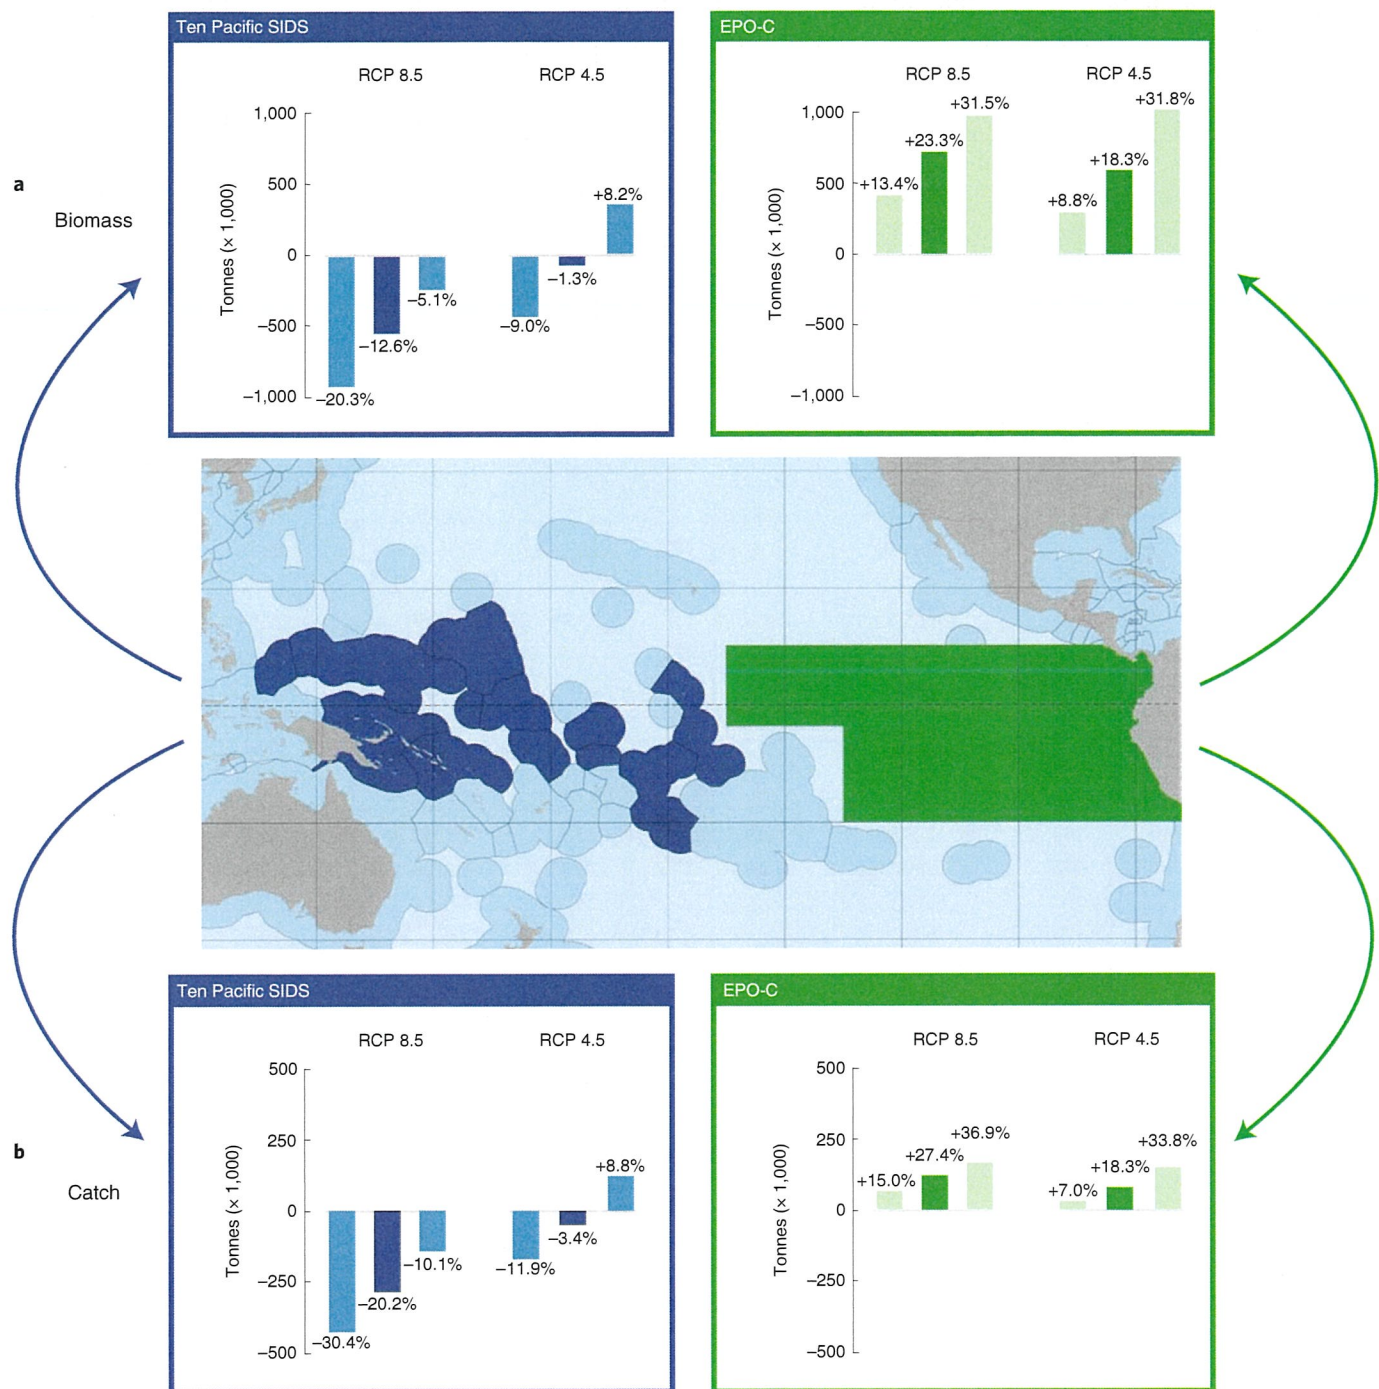 Ten Pacific SIDS
RCP 8.5 RCP 4.5
1,000
500
0
–500
–1,000
Tonnes (× 1,000)
–20.3%
–12.6%
–5.1%
–9.0%
–1.3%
+8.2%
EPO-C
RCP 8.5 RCP 4.5
1,000
500
0
–500
–1,000
Tonnes (× 1,000)
+13.4%
+23.3%
+31.5%
+8.8%
+18.3%
+31.8%
a
Biomass
Ten Pacific SIDS
RCP 8.5 RCP 4.5
500
250
0
–250
–500
Tonnes (× 1,000)
–30.4%
–20.2%
–10.1%
–11.9%
–3.4%
+8.8%
EPO-C
RCP 8.5 RCP 4.5
500
250
0
–250
–500
Tonnes (× 1,000)
+15.0%
+27.4%
+36.9%
+7.0%
+18.3%
+33.8%
b
Catch